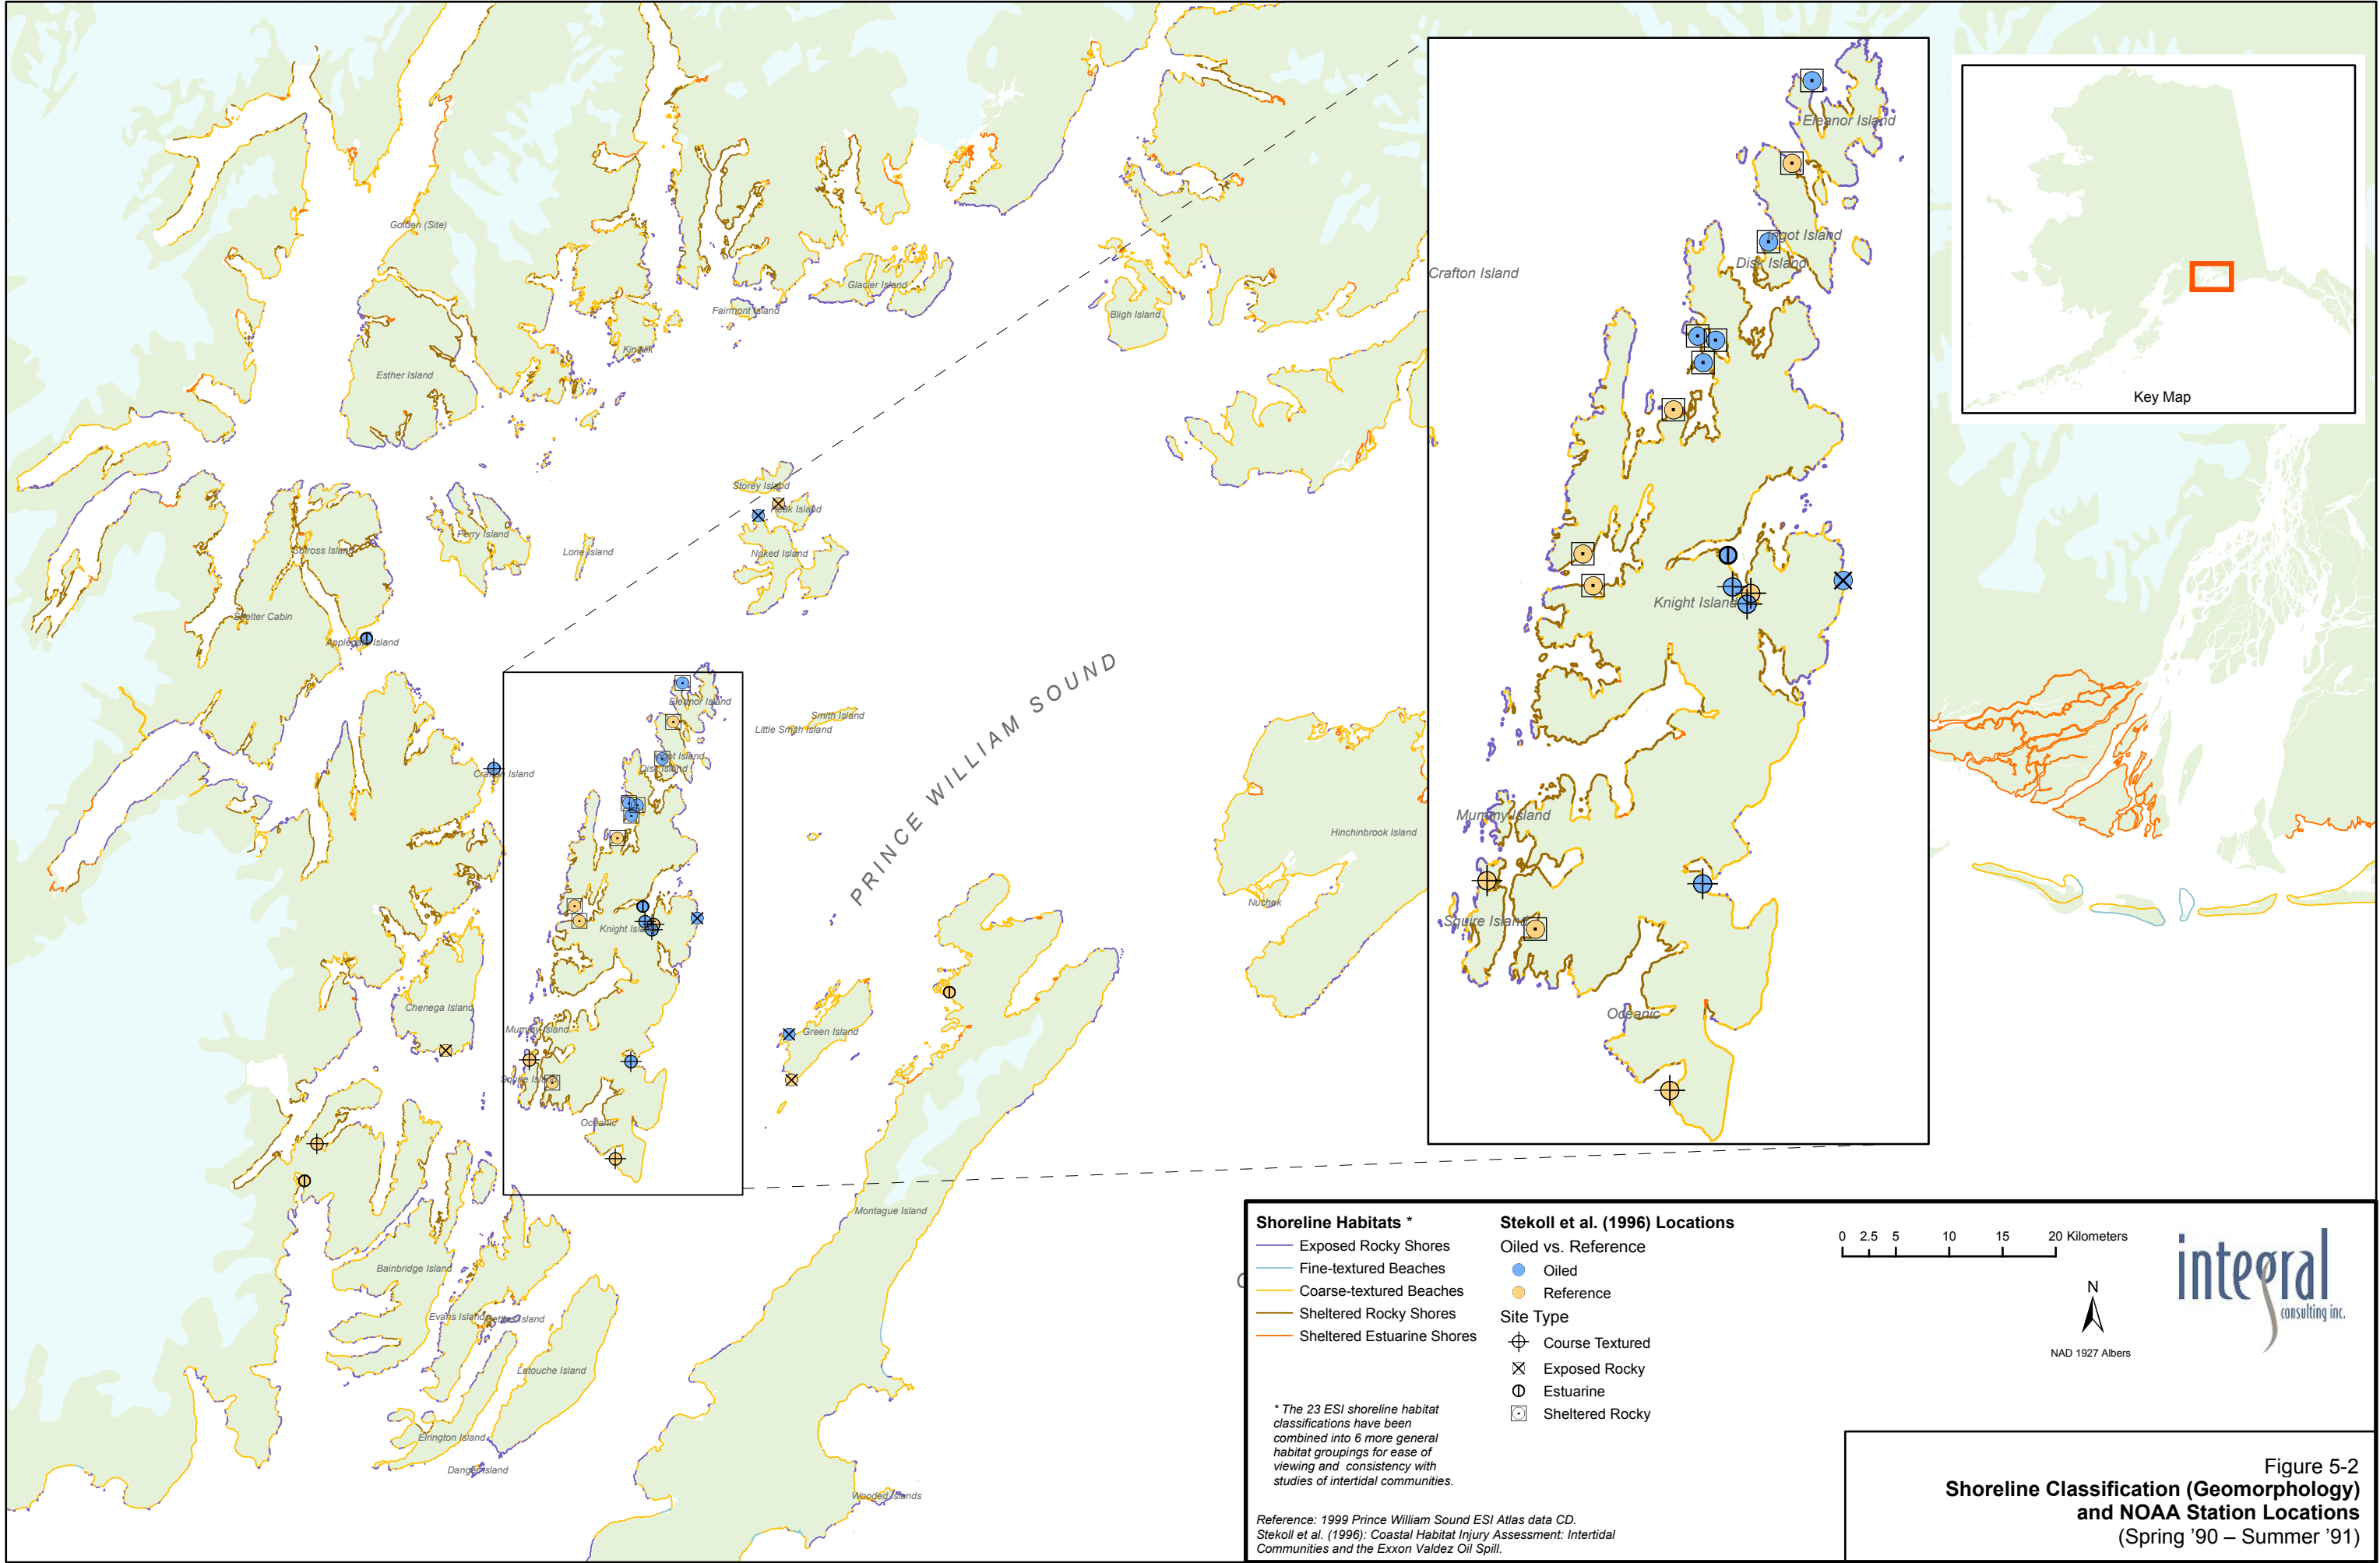 Golden (Site)
Glacier Island
Fairmont Island
Bligh Island
Kiniklik
Esther Island
Storey Island
Peak Island
Perry Island
Culross Island
Lone Island
Naked Island
Shelter Cabin
Applegate Island
Eleanor Island
Smith Island
Little Smith Island
Ingot Island
Disk Island
Crafton Island
PRINCE WILLIAM SOUND
Hinchinbrook Island
Nuchek
Knight Island
Chenega Island
Mummy Island
Green Island
Squire Island
Oceanic
Montague Island
Bainbridge Island
Evans Island
Bettles Island
Latouche Island
Elrington Island
Danger Island
Wooded Islands
Eleanor Island
Ingot Island
Disk Island
Crafton Island
Knight Island
Mummy Island
Squire Island
Oceanic
Key Map
Shoreline Habitats *
Exposed Rocky Shores
Fine-textured Beaches
Coarse-textured Beaches
Sheltered Rocky Shores
Sheltered Estuarine Shores
* The 23 ESI shoreline habitat
classifications have been
combined into 6 more general
habitat groupings for ease of
viewing and consistency with
studies of intertidal communities.
Reference: 1999 Prince William Sound ESI Atlas data CD.
Stekoll et al. (1996): Coastal Habitat Injury Assessment: Intertidal
Communities and the Exxon Valdez Oil Spill.
Stekoll et al. (1996) Locations
Oiled vs. Reference
Oiled
Reference
Site Type
Course Textured
Exposed Rocky
Estuarine
Sheltered Rocky
0 2.5 5 10 15 20 Kilometers
N
NAD 1927 Albers
integral
consulting inc.
Figure 5-2
Shoreline Classification (Geomorphology)
and NOAA Station Locations
(Spring '90 – Summer '91)